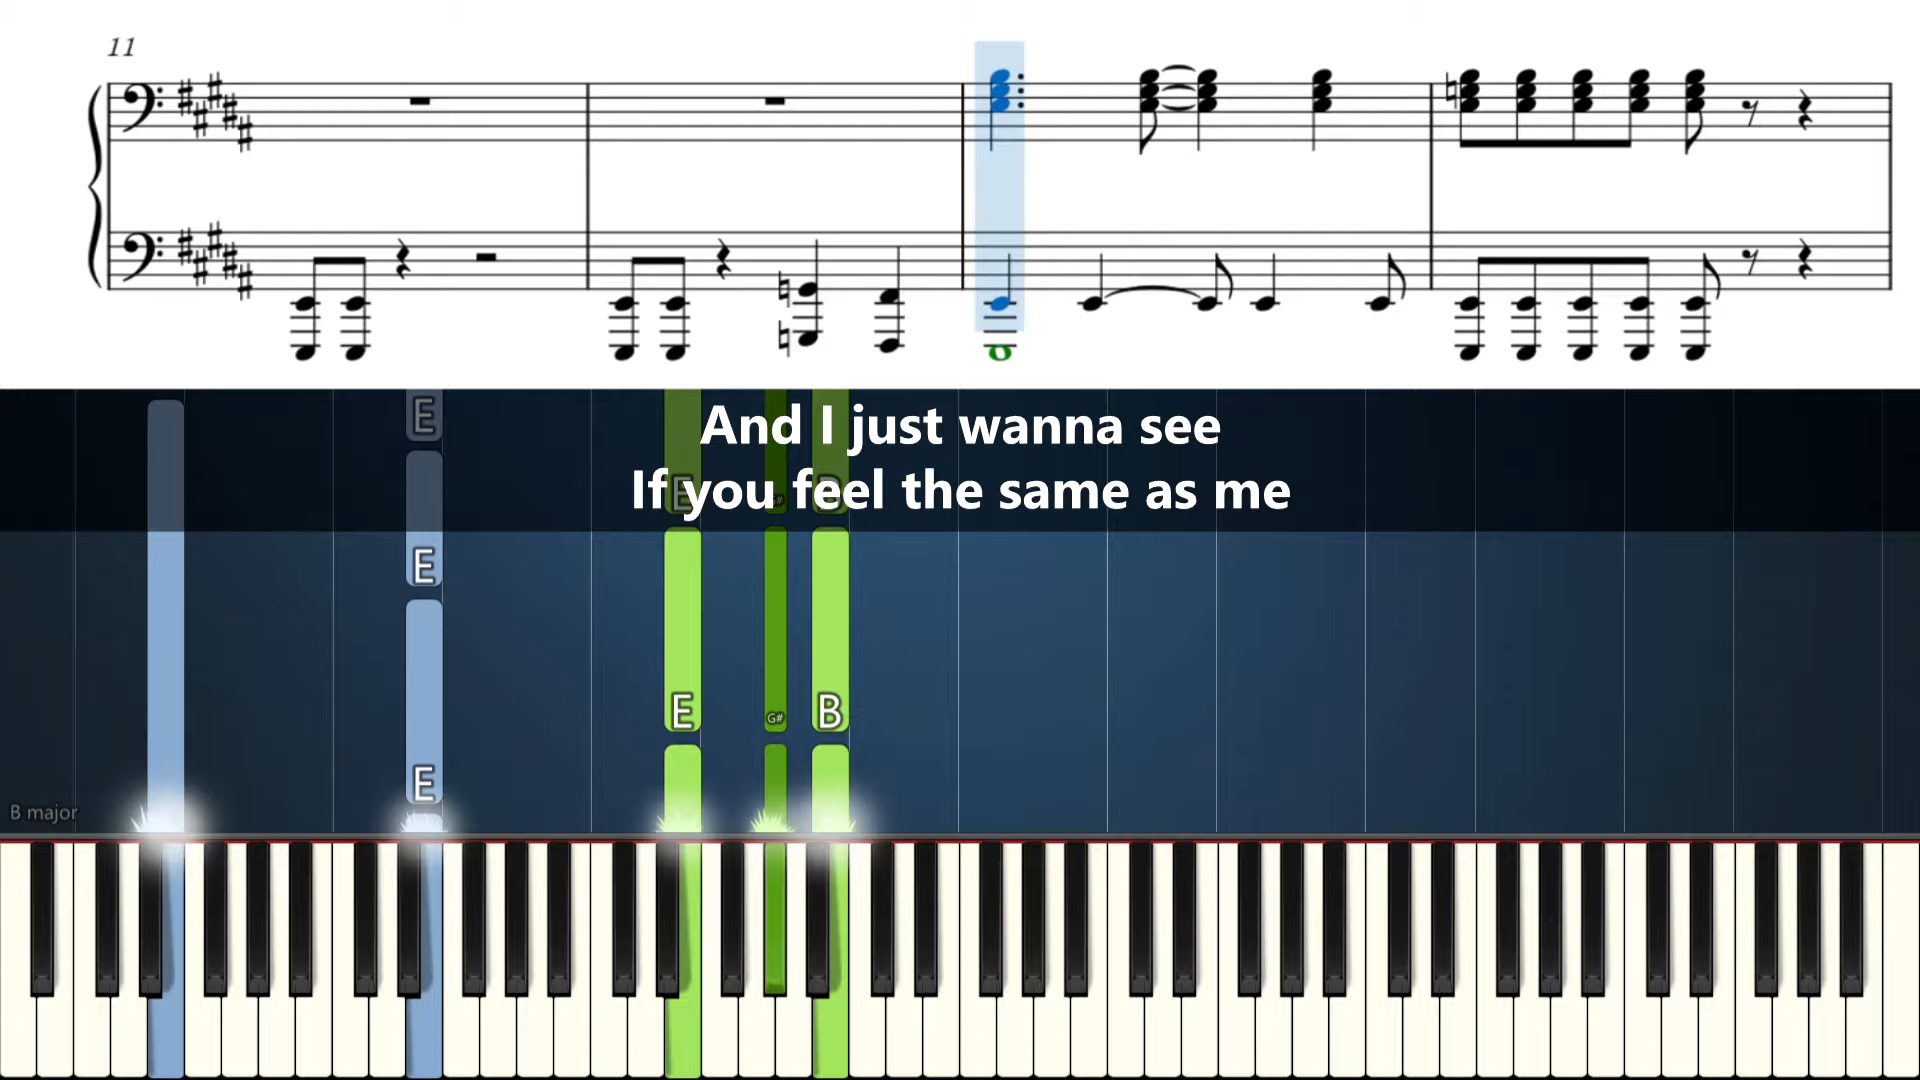 11
E
And I just wanna see
E
If you feel the same as me
E
E G# B
E
B major